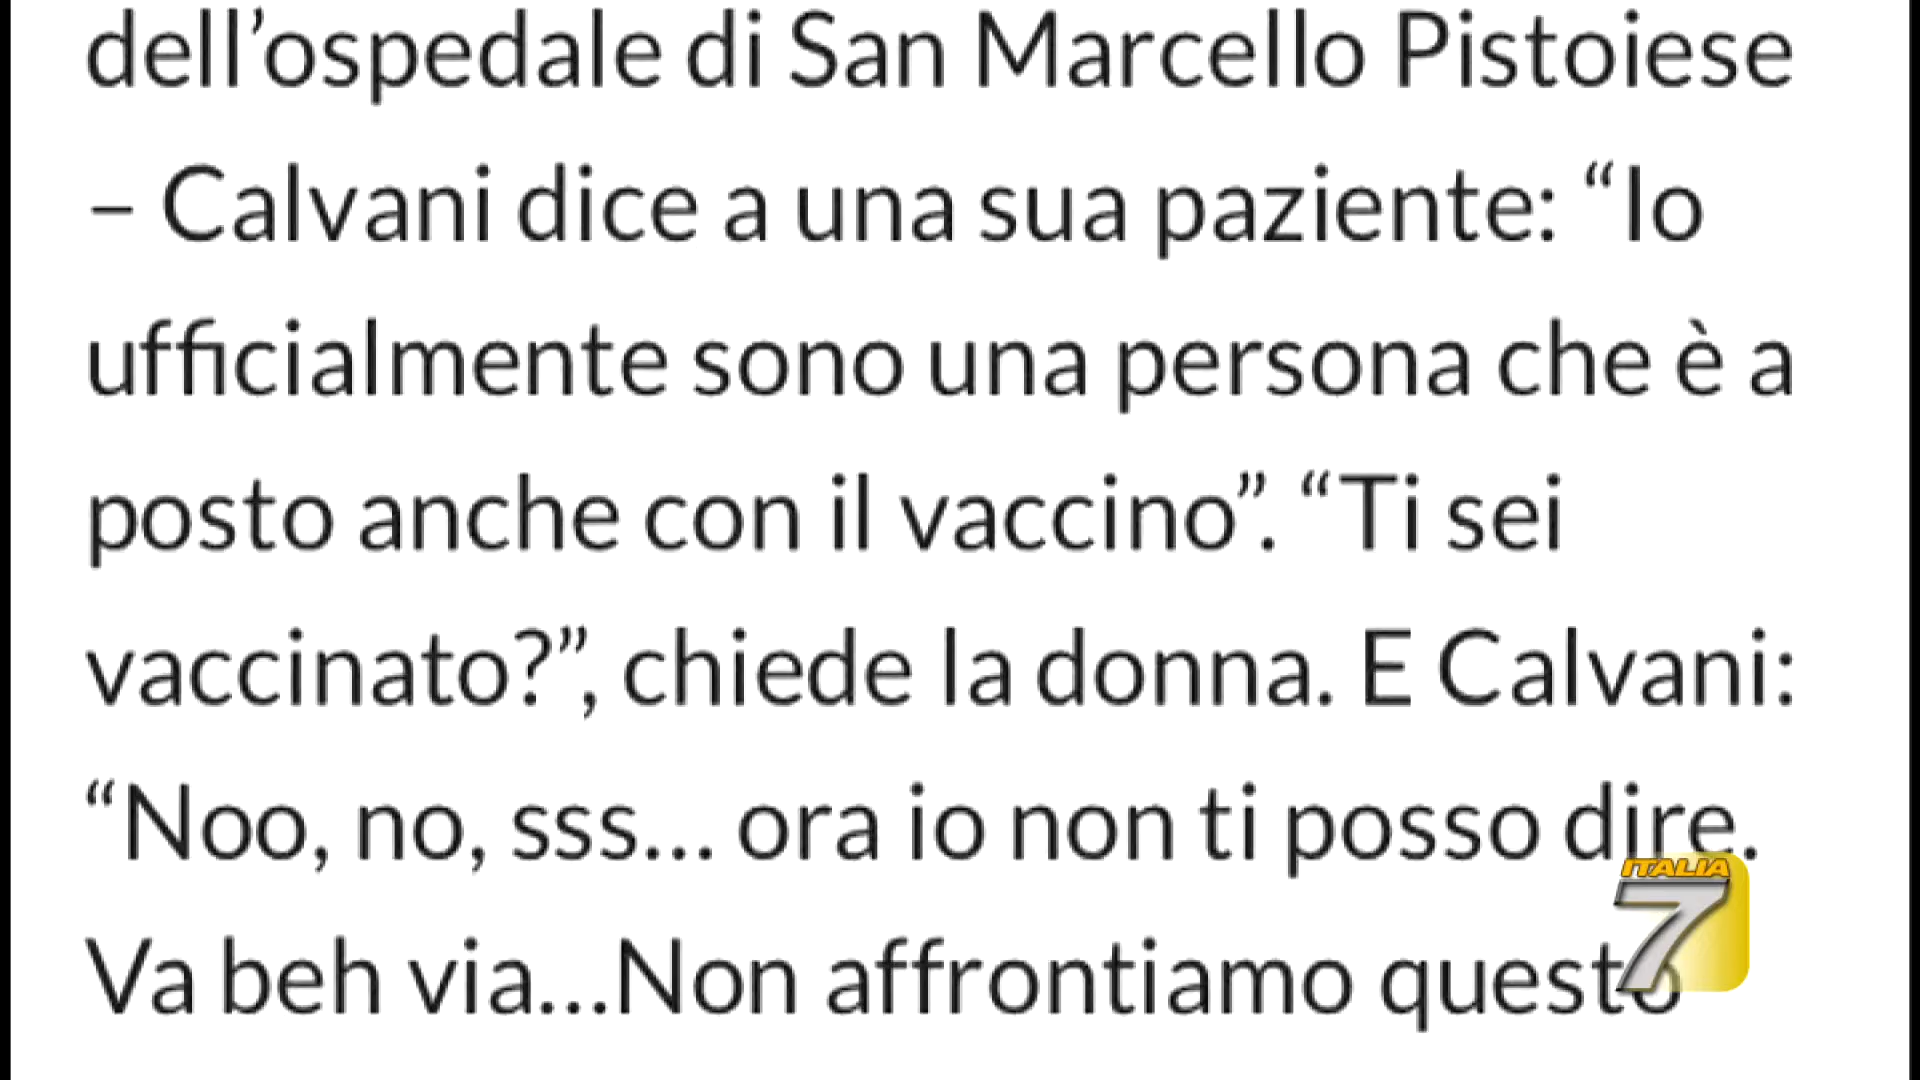 dell’ospedale di San Marcello Pistoiese
– Calvani dice a una sua paziente: “Io
ufficialmente sono una persona che è a
posto anche con il vaccino”. “Ti sei
vaccinato?”, chiede la donna. E Calvani:
“Noo, no, sss... ora io non ti posso dire.
Va beh via...Non affrontiamo questo
ITALIA
7